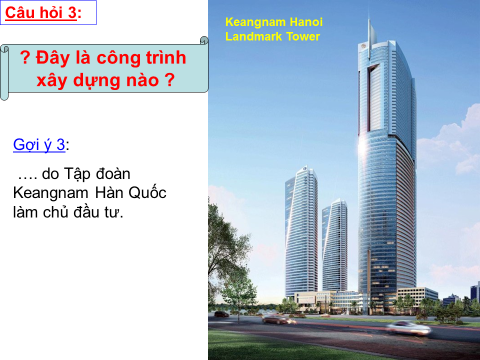 Câu hỏi 3:
? Đây là công trình
xây dựng nào ?
Gợi ý 3:
…. do Tập đoàn
Keangnam Hàn Quốc
làm chủ đầu tư.
Keangnam Hanoi
Landmark Tower